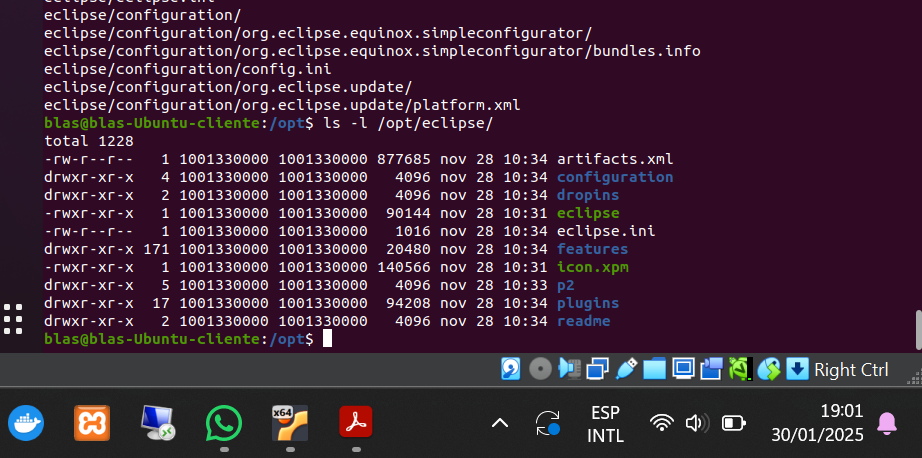 eclipse/configuration/
eclipse/configuration/org.eclipse.equinox.simpleconfigurator/
eclipse/configuration/org.eclipse.equinox.simpleconfigurator/bundles.info
eclipse/configuration/config.ini
eclipse/configuration/org.eclipse.update/
eclipse/configuration/org.eclipse.update/platform.xml
blas@blas-Ubuntu-cliente:/opt$ ls -l /opt/eclipse/
total 1228
-rw-r--r--   1 1001330000 1001330000 877685 nov 28 10:34 artifacts.xml
drwxr-xr-x   4 1001330000 1001330000   4096 nov 28 10:34 configuration
drwxr-xr-x   2 1001330000 1001330000   4096 nov 28 10:34 dropins
-rwxr-xr-x   1 1001330000 1001330000  90144 nov 28 10:31 eclipse
-rw-r--r--   1 1001330000 1001330000   1016 nov 28 10:34 eclipse.ini
drwxr-xr-x 171 1001330000 1001330000  20480 nov 28 10:34 features
-rwxr-xr-x   1 1001330000 1001330000 140566 nov 28 10:31 icon.xpm
drwxr-xr-x   5 1001330000 1001330000   4096 nov 28 10:33 p2
drwxr-xr-x  17 1001330000 1001330000  94208 nov 28 10:34 plugins
drwxr-xr-x   2 1001330000 1001330000   4096 nov 28 10:34 readme
blas@blas-Ubuntu-cliente:/opt$
Right Ctrl
x64
ESP
INTL
19:01
30/01/2025